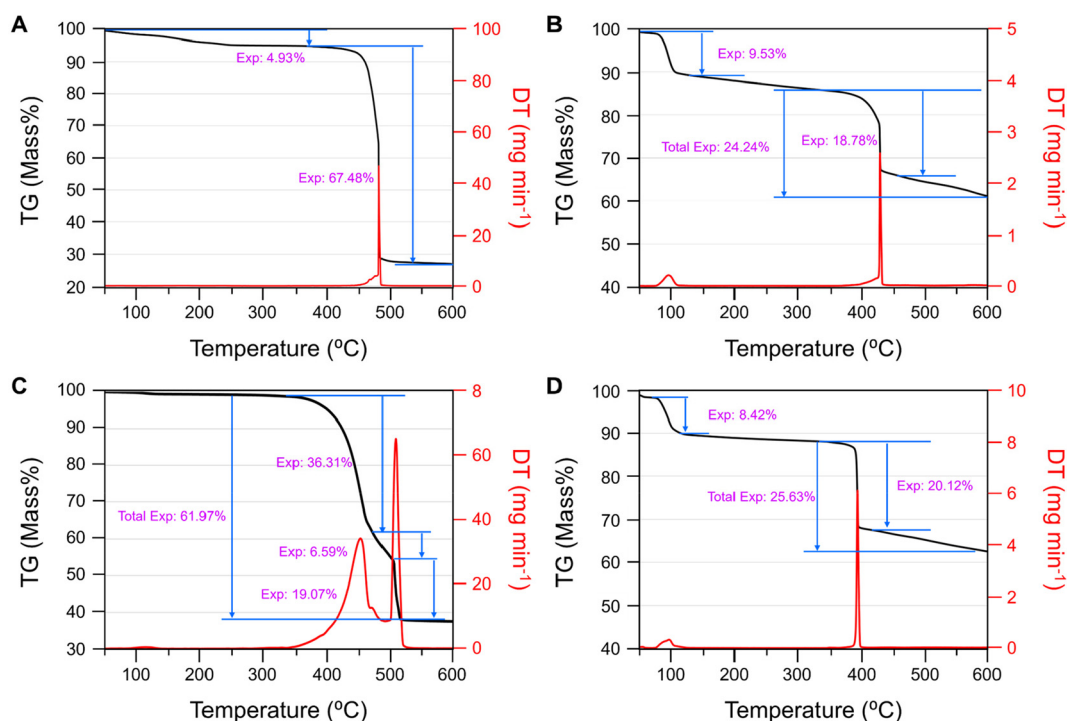 A
100
90
80
70
60
50
40
30
20
TG (Mass%)
100
80
60
40
20
0
DT (mg min-1)
Exp: 4.93%
Exp: 67.48%
100
200
300
400
500
600
Temperature (ºC)
B
100
90
80
70
60
50
40
TG (Mass%)
5
4
3
2
1
0
DT (mg min-1)
Exp: 9.53%
Total Exp: 24.24%
Exp: 18.78%
100
200
300
400
500
600
Temperature (ºC)
C
100
90
80
70
60
50
40
30
TG (Mass%)
8
60
40
20
0
DT (mg min-1)
Exp: 36.31%
Total Exp: 61.97%
Exp: 6.59%
Exp: 19.07%
100
200
300
400
500
600
Temperature (ºC)
D
100
90
80
70
60
50
40
TG (Mass%)
10
8
6
4
2
0
DT (mg min-1)
Exp: 8.42%
Total Exp: 25.63%
Exp: 20.12%
100
200
300
400
500
600
Temperature (ºC)